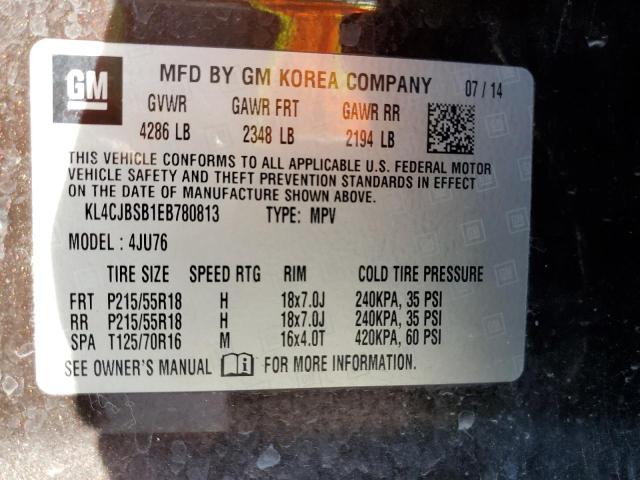 GM
MFD BY GM KOREA COMPANY 07 / 14
GVWR GAWR FRT GAWR RR
4286 LB 2348 LB 2194 LB
THIS VEHICLE CONFORMS TO ALL APPLICABLE U.S. FEDERAL MOTOR
VEHICLE SAFETY AND THEFT PREVENTION STANDARDS IN EFFECT
ON THE DATE OF MANUFACTURE SHOWN ABOVE.
KL4CJBSB1EB780813 TYPE: MPV
MODEL : 4JU76
TIRE SIZE SPEED RTG RIM COLD TIRE PRESSURE
FRT P215/55R18 H 18x7.0J 240KPA, 35 PSI
RR P215/55R18 H 18x7.0J 240KPA, 35 PSI
SPA T125/70R16 M 16x4.0T 420KPA, 60 PSI
SEE OWNER'S MANUAL FOR MORE INFORMATION.